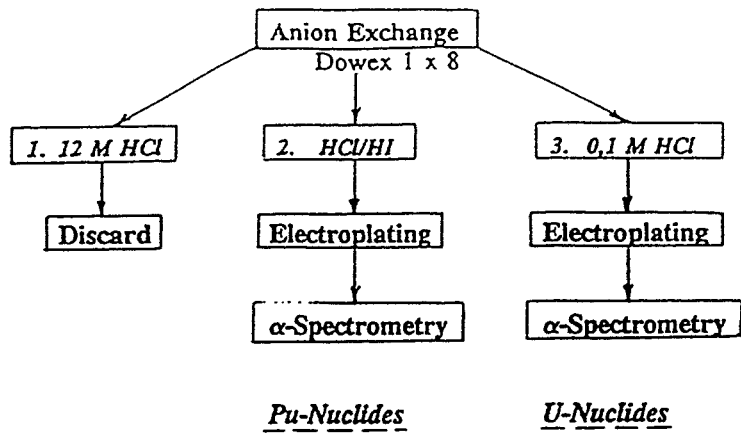 Anion Exchange
Dowex 1 x 8
1. 12 M HCl
2. HCl/HI
3. 0,1 M HCl
Discard
Electroplating
Electroplating
α-Spectrometry
α-Spectrometry
Pu-Nuclides
U-Nuclides